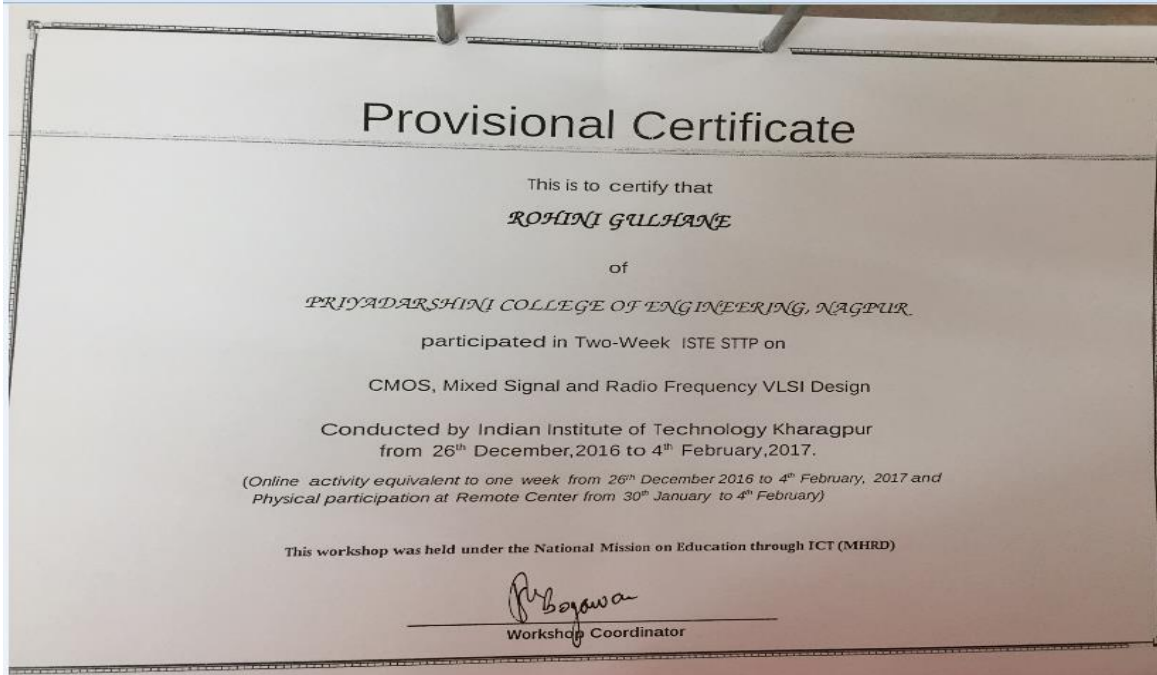 Provisional Certificate
This is to certify that
ROHINI GULHANE
of
PRIYADARSHINI COLLEGE OF ENGINEERING, NAGPUR
participated in Two-Week ISTE STTP on
CMOS, Mixed Signal and Radio Frequency VLSI Design
Conducted by Indian Institute of Technology Kharagpur
from 26th December,2016 to 4th February,2017.
(Online activity equivalent to one week from 26th December 2016 to 4th February, 2017 and
Physical participation at Remote Center from 30th January to 4th February)
This workshop was held under the National Mission on Education through ICT (MHRD)
Workshop Coordinator